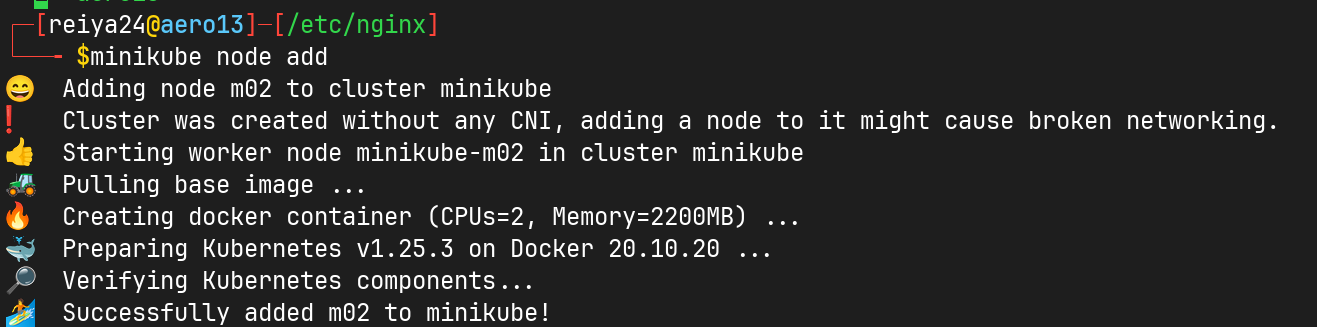 [reiya24@aero13]-[/etc/nginx]
$minikube node add
Adding node m02 to cluster minikube
Cluster was created without any CNI, adding a node to it might cause broken networking.
Starting worker node minikube-m02 in cluster minikube
Pulling base image ...
Creating docker container (CPUs=2, Memory=2200MB) ...
Preparing Kubernetes v1.25.3 on Docker 20.10.20 ...
Verifying Kubernetes components...
Successfully added m02 to minikube!